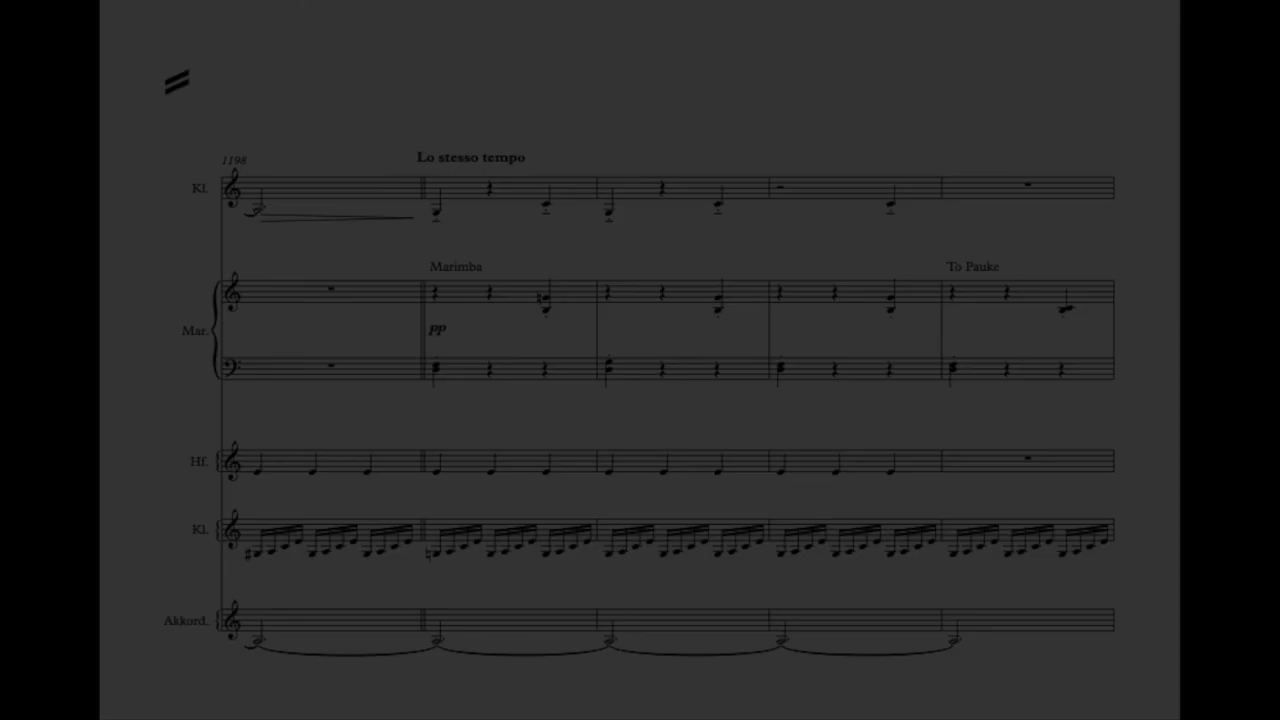 1198
Lo stesso tempo
Kl.
Marimba
To Pauke
Mar.
pp
Hf.
Kl.
Akkord.